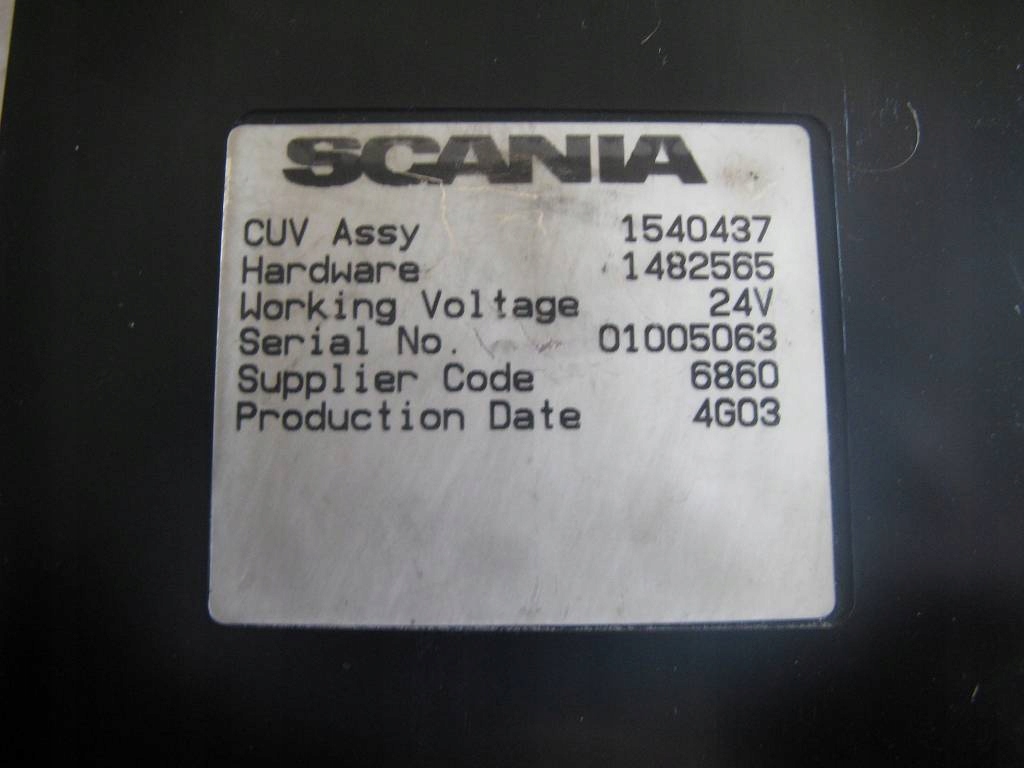 SCANIA
CUV Assy 1540437
Hardware 1482565
Working Voltage 24V
Serial No. 01005063
Supplier Code 6860
Production Date 4G03